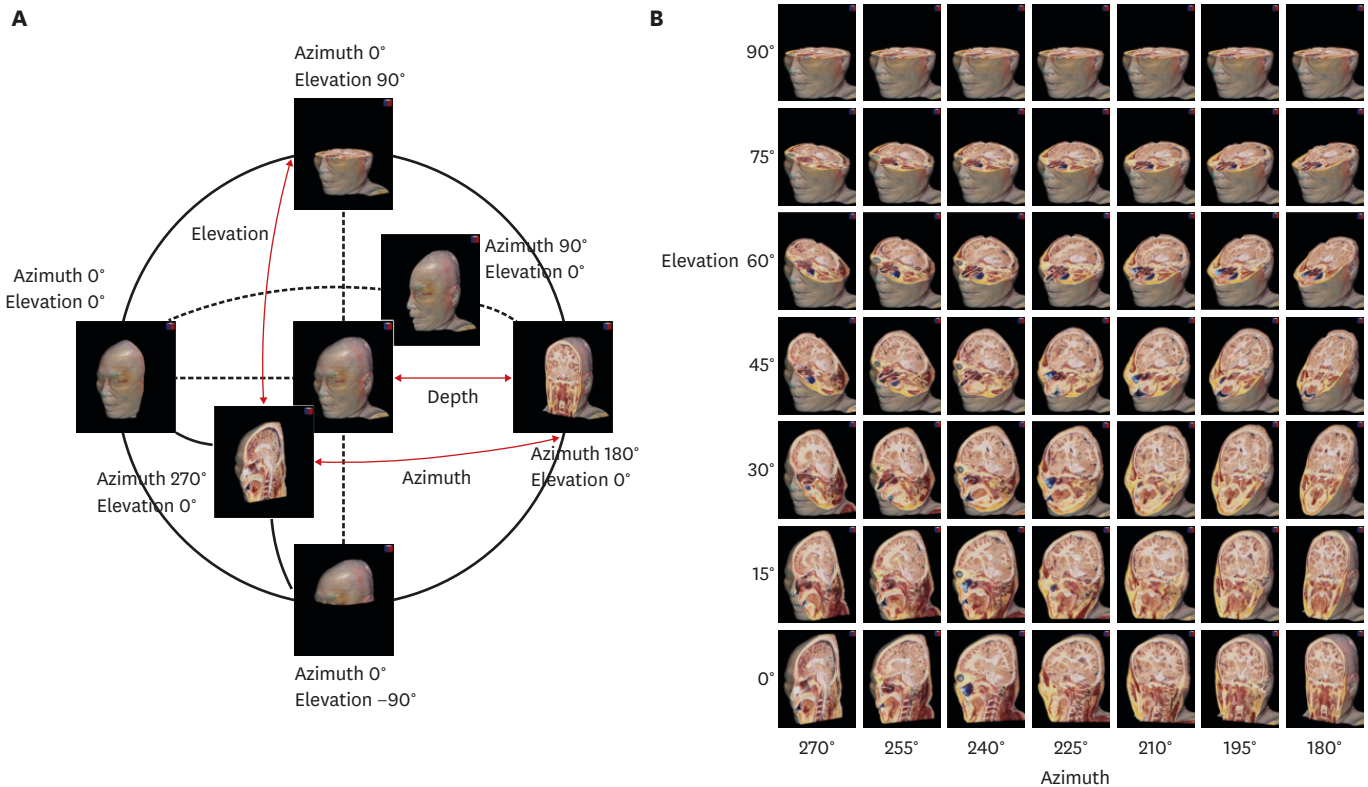 A
Azimuth 0°
Elevation 90°
Elevation
Azimuth 90°
Elevation 0°
Azimuth 0°
Elevation 0°
Depth
Azimuth 270°
Elevation 0°
Azimuth
Azimuth 180°
Elevation 0°
Azimuth 0°
Elevation –90°
B
90°
75°
Elevation 60°
45°
30°
15°
0°
270° 255° 240° 225° 210° 195° 180°
Azimuth